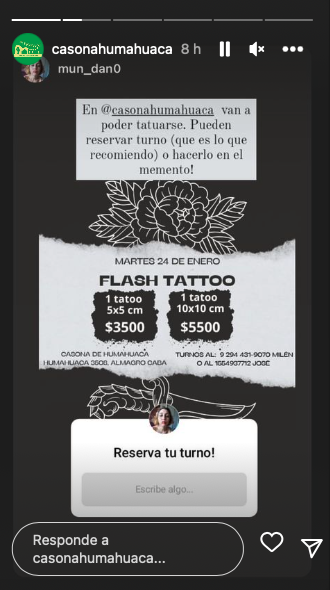 casonahumahuaca 8 h
mun_dan0
En @casonahumahuaca van a
poder tatuarse. Pueden
reservar turno (que es lo que
recomiendo) o hacerlo en el
memento!
MARTES 24 DE ENERO
FLASH TATTOO
1 tatoo
5x5 cm
$3500
1 tatoo
10x10 cm
$5500
CASONA DE HUMAHUACA
HUMAHUACA 3508, ALMAGRO CABA
TURNOS AL: 9 294 431-9070 MILÉN
O AL 1554937712 JOSÉ
Reserva tu turno!
Escribe algo...
Responde a
casonahumahuaca...